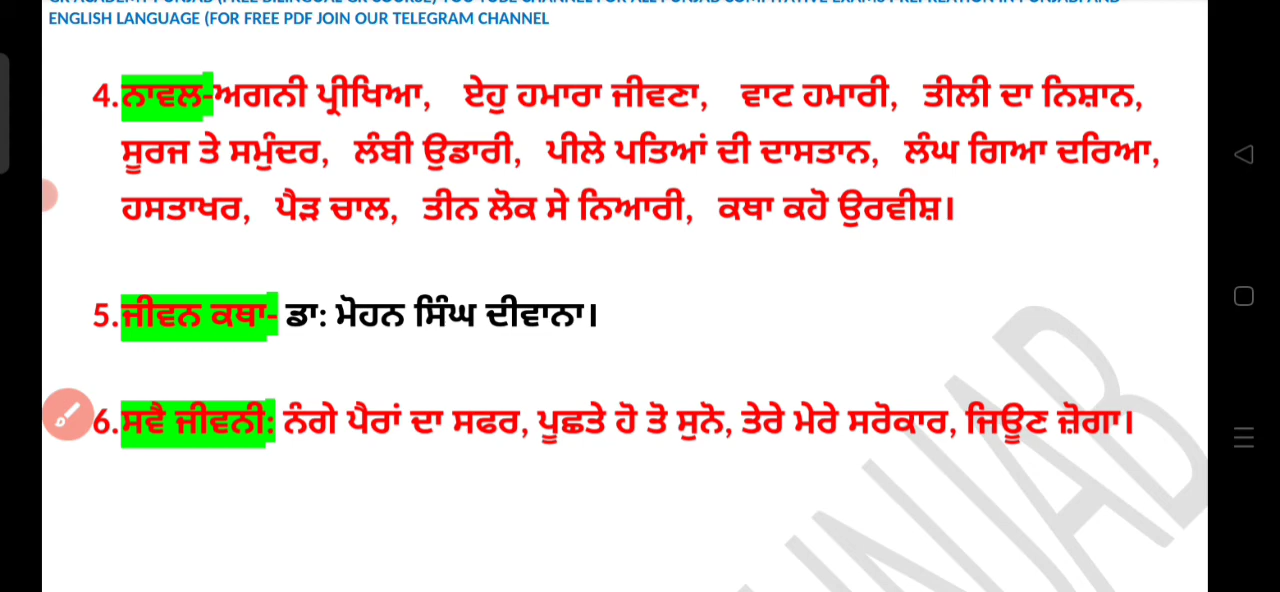 ENGLISH LANGUAGE (FOR FREE PDF JOIN OUR TELEGRAM CHANNEL
4.ਨਾਵਲ-ਅਗਨੀ ਪ੍ਰੀਖਿਆ, ਏਹੁ ਹਮਾਰਾ ਜੀਵਣਾ, ਵਾਟ ਹਮਾਰੀ, ਤੀਲੀ ਦਾ ਨਿਸ਼ਾਨ,
ਸੂਰਜ ਤੇ ਸਮੁੰਦਰ, ਲੰਬੀ ਉਡਾਰੀ, ਪੀਲੇ ਪਤਿਆਂ ਦੀ ਦਾਸਤਾਨ, ਲੰਘ ਗਿਆ ਦਰਿਆ,
ਹਸਤਾਖਰ, ਪੈੜ ਚਾਲ, ਤੀਨ ਲੋਕ ਸੇ ਨਿਆਰੀ, ਕਥਾ ਕਹੋ ਉਰਵੀਸ਼।
5.ਜੀਵਨ ਕਥਾ- ਡਾ: ਮੋਹਨ ਸਿੰਘ ਦੀਵਾਨਾ।
6.ਸਵੈ ਜੀਵਨੀ: ਨੰਗੇ ਪੈਰਾਂ ਦਾ ਸਫਰ, ਪੂਛਤੇ ਹੋ ਤੋ ਸੁਨੋ, ਤੇਰੇ ਮੇਰੇ ਸਰੋਕਾਰ, ਜਿਊਣ ਜ਼ੋਗਾ।